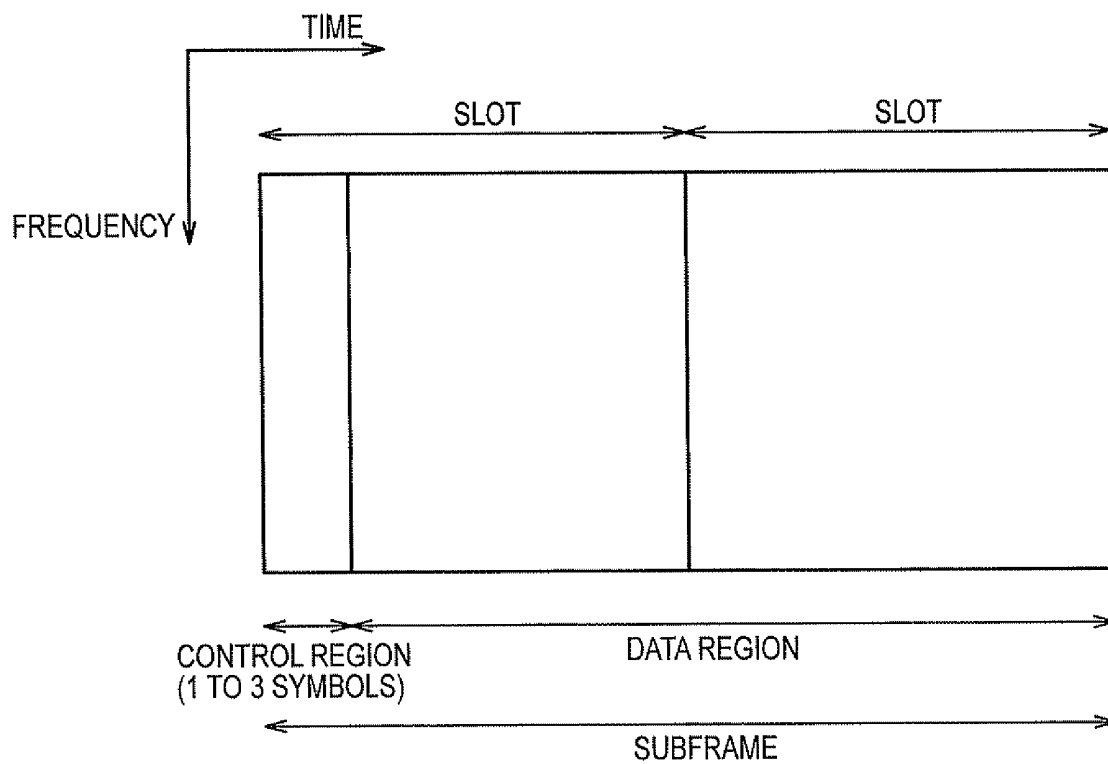 TIME
SLOT
SLOT
FREQUENCY
CONTROL REGION
(1 TO 3 SYMBOLS)
DATA REGION
SUBFRAME